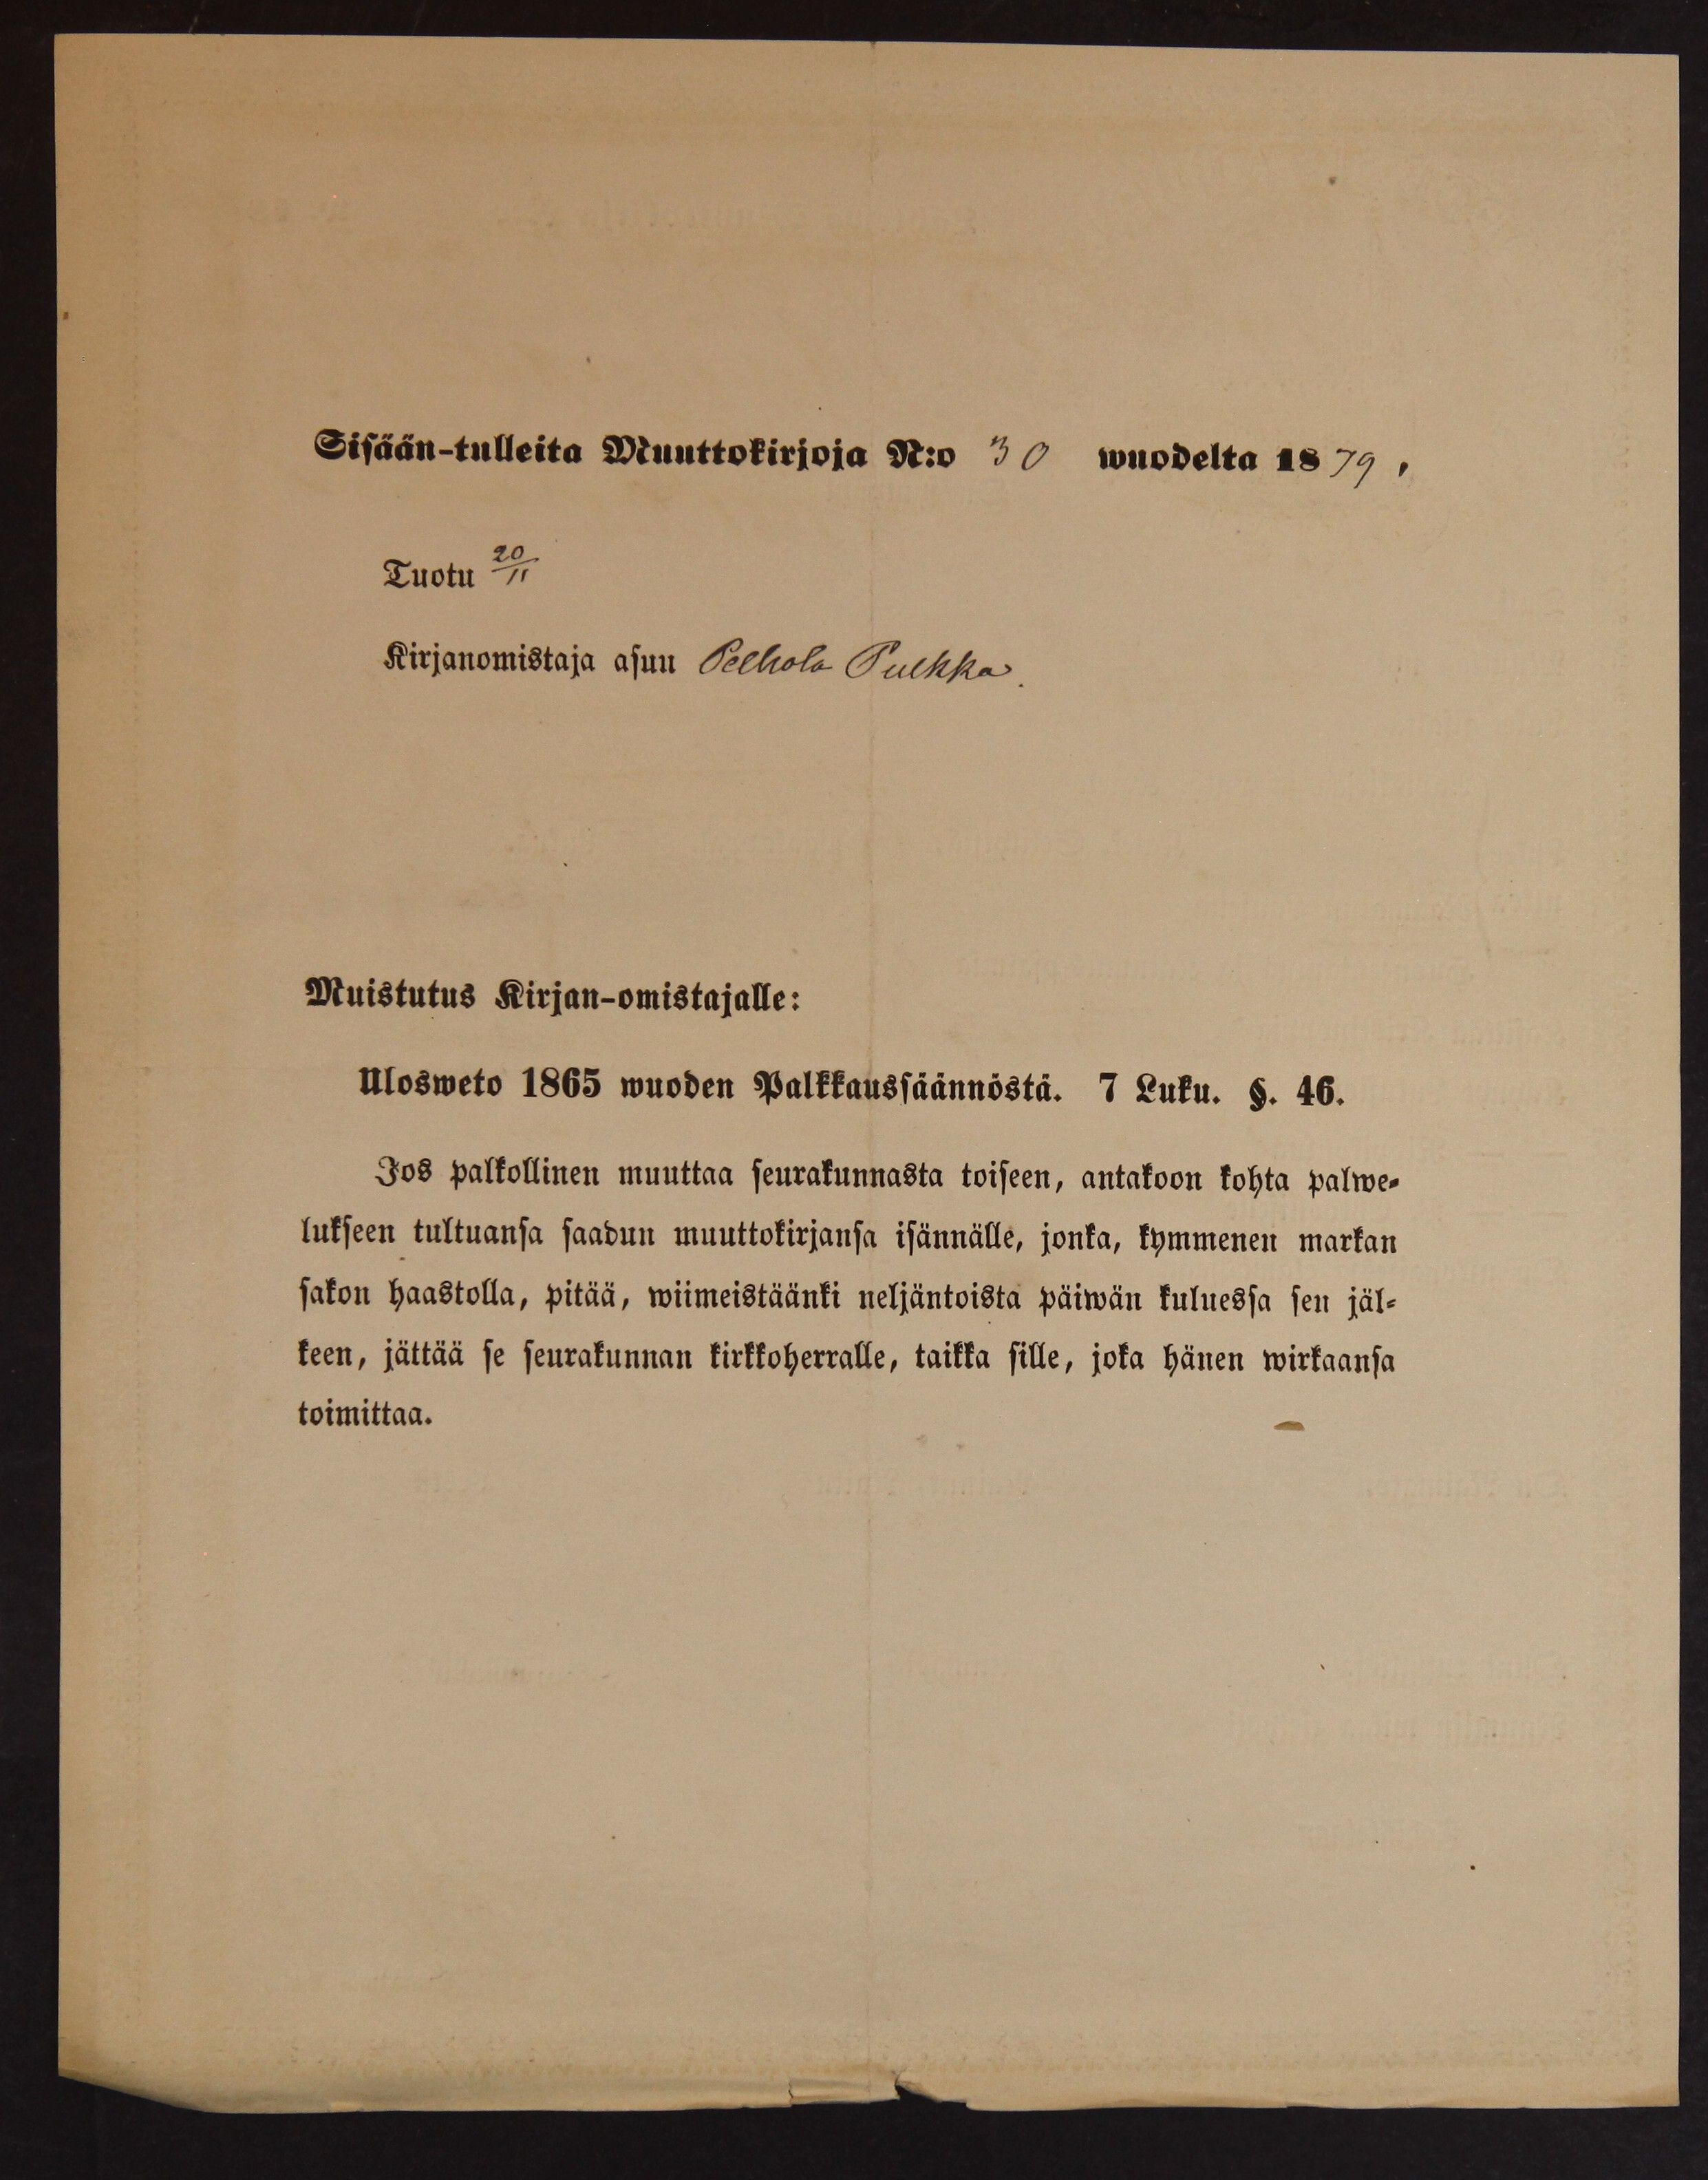 Sisään-tulleita Muuttokirjoja N:o 30 wuodelta 1879.
Tuotu 20/11
Kirjanomistaja asuu Pelhola Pulkka.
Muistutus Kirjan-omistajalle:
Ulosweto 1865 wuoden Palkkaussäännöstä. 7 Luku. §. 46.
Jos palkollinen muuttaa seurakunnasta toiseen, antakoon kohta palwe-
lukseen tultuansa saadun muuttokirjansa isännälle, jonka, kymmenen markan
sakon haastolla, pitää, wiimeistäänki neljäntoista päiwän kuluessa sen jäl-
keen, jättää se seurakunnan kirkkoherralle, taikka sille, joka hänen wirkaansa
toimittaa.